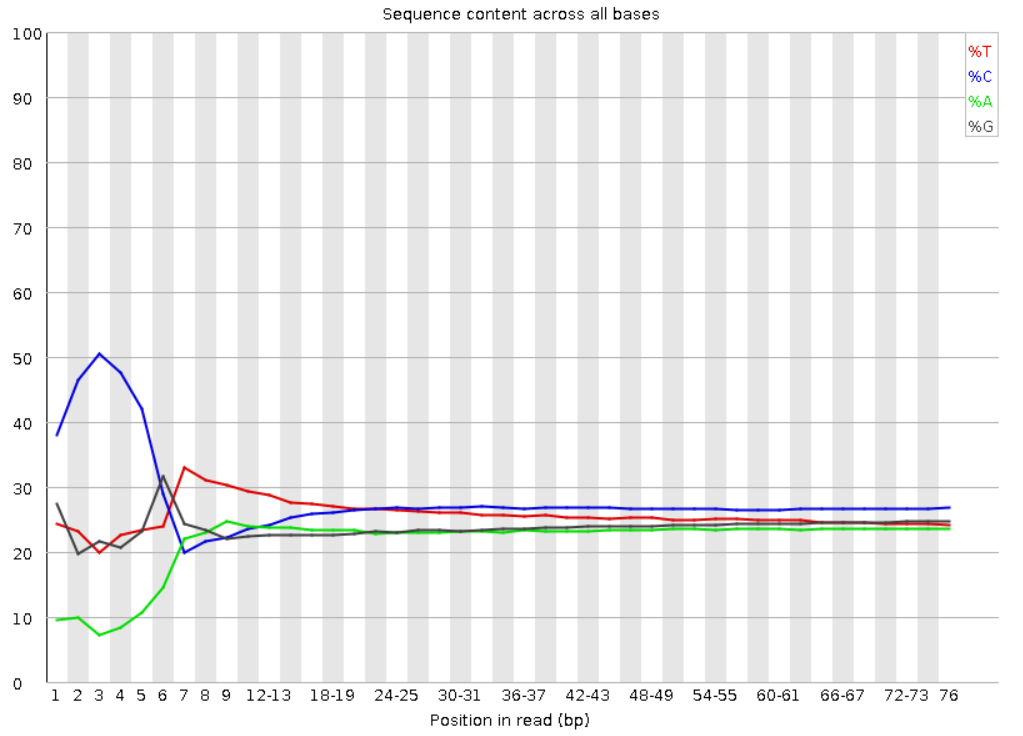 Sequence content across all bases
100
90
80
70
60
50
40
30
20
10
0
%T
%C
%A
%G
1 2 3 4 5 6 7 8 9 12-13 18-19 24-25 30-31 36-37 42-43 48-49 54-55 60-61 66-67 72-73 76
Position in read (bp)